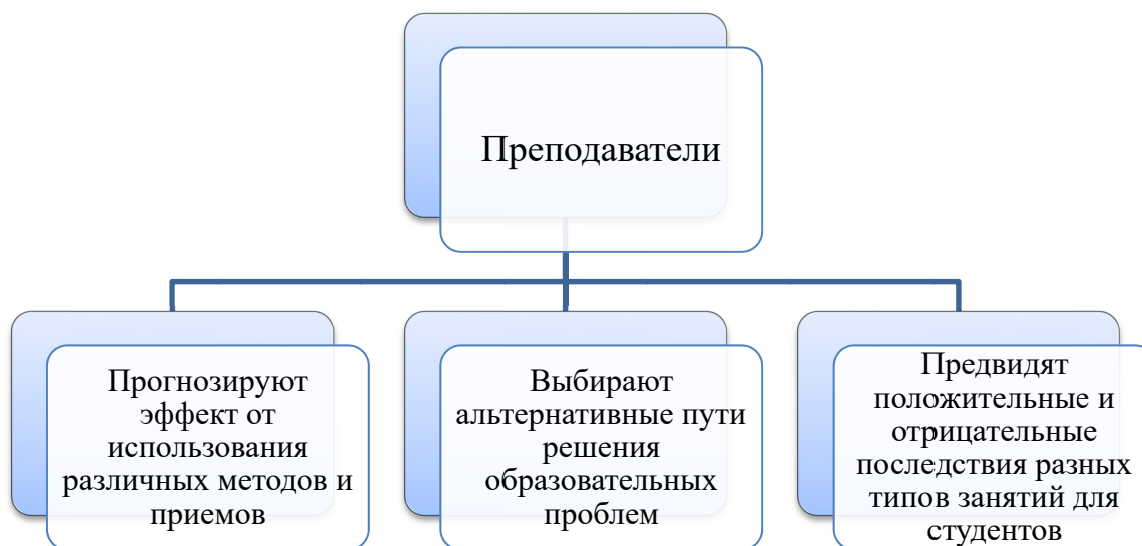 Преподаватели
Прогнозируют
эффект от
использования
различных методов и
приемов
Выбирают
альтернативные пути
решения
образовательных
проблем
Предвидят
положительные и
отрицательные
последствия разных
типов занятий для
студентов